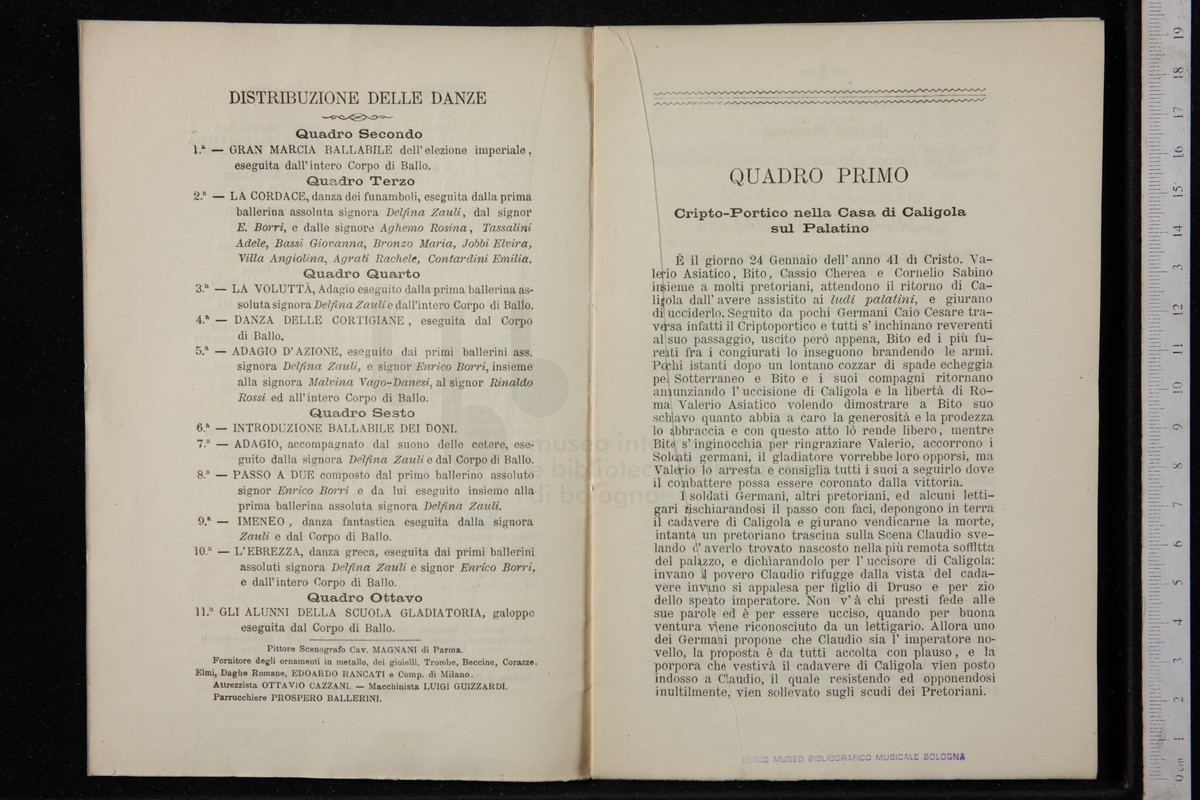 DISTRIBUZIONE DELLE DANZE
Quadro Secondo
1.ª — GRAN MARCIA BALLABILE dell'elezione imperiale,
eseguita dall'intero Corpo di Ballo.
Quadro Terzo
2.ª — LA CORDACE, danza dei funamboli, eseguita dalla prima
ballerina assoluta signora Delfina Zauli, dal signor
E. Borri, e dalle signore Aghemo Rosina, Tassalini
Adele, Bassi Giovanna, Bronzo Maria, Jobbi Elvira,
Villa Angiolina, Agrati Rachele, Contardini Emilia.
Quadro Quarto
3.ª — LA VOLUTTÀ, Adagio eseguito dalla prima ballerina as-
soluta signora Delfina Zauli e dall'intero Corpo di Ballo.
4.ª — DANZA DELLE CORTIGIANE, eseguita dal Corpo
di Ballo.
5.ª — ADAGIO D'AZIONE, eseguito dai primi ballerini ass.
signora Delfina Zauli, e signor Enrico Borri, insieme
alla signora Malvina Vago-Danesi, al signor Rinaldo
Rossi ed all'intero Corpo di Ballo.
Quadro Sesto
6.ª — INTRODUZIONE BALLABILE DEI DONI.
7.ª — ADAGIO, accompagnato dal suono delle cetere, ese-
guito dalla signora Delfina Zauli e dal Corpo di Ballo.
8.ª — PASSO A DUE composto dal primo ballerino assoluto
signor Enrico Borri e da lui eseguito insieme alla
prima ballerina assoluta signora Delfina Zauli.
9.ª — IMENEO, danza fantastica eseguita dalla signora
Zauli e dal Corpo di Ballo.
10.ª — L'EBREZZA, danza greca, eseguita dai primi ballerini
assoluti signora Delfina Zauli e signor Enrico Borri,
e dall'intero Corpo di Ballo.
Quadro Ottavo
11.ª GLI ALUNNI DELLA SCUOLA GLADIATORIA, galoppe
eseguita dal Corpo di Ballo.
Pittore Scenografo Cav. MAGNANI di Parma.
Fornitore degli ornamenti in metallo, dei gioielli, Trombe, Beccine, Corazze.
Elmi, Daghe Romane, EDOARDO RANCATI e Comp. di Milano.
Attrezzista OTTAVIO CAZZANI. — Macchinista LUIGI GUIZZARDI.
Parrucchiere PROSPERO BALLERINI.
QUADRO PRIMO
Cripto-Portico nella Casa di Caligola
sul Palatino
È il giorno 24 Gennaio dell'anno 41 di Cristo. Va-
lerio Asiatico, Bito, Cassio Cherea e Cornelio Sabino
insieme a molti pretoriani, attendono il ritorno di Ca-
ligola dall'avere assistito ai ludi palatini, e giurano
di ucciderlo. Seguito da pochi Germani Caio Cesare tra-
versa infatti il Criptoportico e tutti s'inchinano reverenti
al suo passaggio, uscito però appena, Bito ed i più fu-
renti fra i congiurati lo inseguono brandendo le armi.
Pochi istanti dopo un lontano cozzar di spade echeggia
pel Sotterraneo e Bito e i suoi compagni ritornano
annunziando l'uccisione di Caligola e la libertà di Ro-
ma Valerio Asiatico volendo dimostrare a Bito suo
schiavo quanto abbia a caro la generosità e la prodezza
lo abbraccia e con questo atto lo rende libero, mentre
Bito s'inginocchia per ringraziare Valerio, accorrono i
Soldati germani, il gladiatore vorrebbe loro opporsi, ma
Valerio lo arresta e consiglia tutti i suoi a seguirlo dove
il combattere possa essere coronato dalla vittoria.
I soldati Germani, altri pretoriani, ed alcuni letti-
gari rischiarandosi il passo con faci, depongono in terra
il cadavere di Caligola e giurano vendicarne la morte,
intanto un pretoriano trascina sulla Scena Claudio sve-
lando d'averlo trovato nascosto nella più remota soffitta
del palazzo, e dichiarandolo per l'uccisore di Caligola:
invano il povero Claudio rifugge dalla vista del cada-
vere invano si appalesa per figlio di Druso e per zio
dello spento imperatore. Non v'à chi presti fede alle
sue parole ed è per essere ucciso, quando per buona
ventura viene riconosciuto da un lettigario. Allora uno
dei Germani propone che Claudio sia l'imperatore no-
vello, la proposta è da tutti accolta con plauso, e la
porpora che vestivà il cadavere di Caligola vien posto
indosso a Claudio, il quale resistendo ed opponendosi
inultilmente, vien sollevato sugli scudi dei Pretoriani.
CIVICO MUSEO BIBLIOGRAFICO MUSICALE BOLOGNA